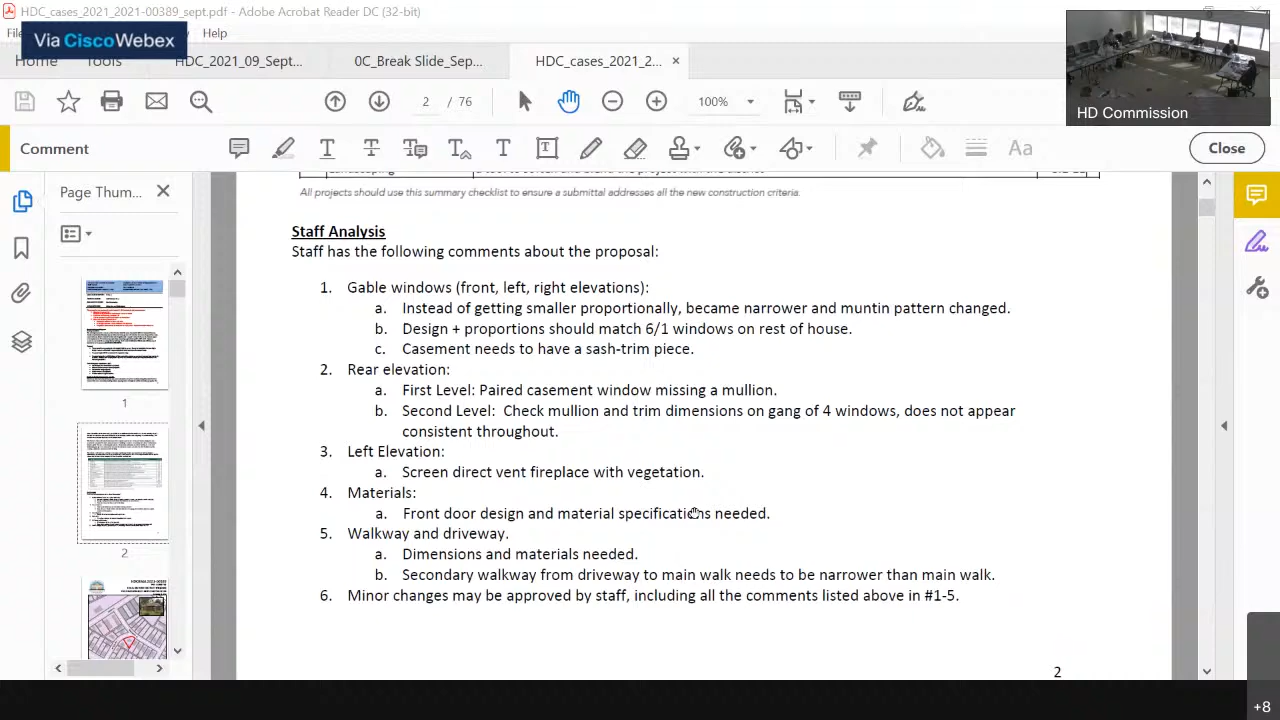 HDC_cases_2021_2021-00389_sept.pdf - Adobe Acrobat Reader DC (32-bit)
Via Cisco Webex
Help
Home Tools HDC_2021_09_Sept... 0C_Break Slide_Sep... HDC_cases_2021_2... ×
2 / 76 100%
HD Commission
Comment
Close
Aa
Page Thum...
All projects should use this summary checklist to ensure a submittal addresses all the new construction criteria.
Staff Analysis
Staff has the following comments about the proposal:
1. Gable windows (front, left, right elevations):
a. Instead of getting smaller proportionally, became narrower and muntin pattern changed.
b. Design + proportions should match 6/1 windows on rest of house.
c. Casement needs to have a sash-trim piece.
2. Rear elevation:
a. First Level: Paired casement window missing a mullion.
b. Second Level: Check mullion and trim dimensions on gang of 4 windows, does not appear
consistent throughout.
3. Left Elevation:
a. Screen direct vent fireplace with vegetation.
4. Materials:
a. Front door design and material specifications needed.
5. Walkway and driveway.
a. Dimensions and materials needed.
b. Secondary walkway from driveway to main walk needs to be narrower than main walk.
6. Minor changes may be approved by staff, including all the comments listed above in #1-5.
2
1
2
+8